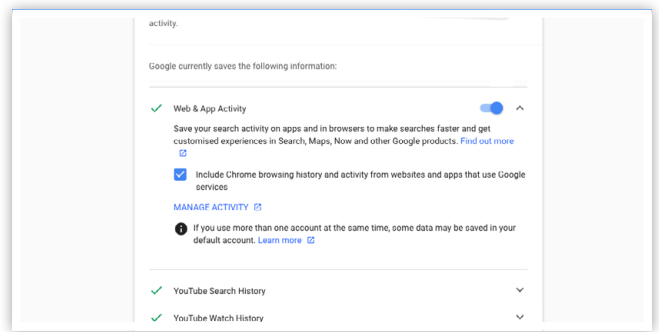 activity.
Google currently saves the following information:
Web & App Activity
Save your search activity on apps and in browsers to make searches faster and get
customised experiences in Search, Maps, Now and other Google products. Find out more
Include Chrome browsing history and activity from websites and apps that use Google
services
MANAGE ACTIVITY
If you use more than one account at the same time, some data may be saved in your
default account. Learn more
YouTube Search History
YouTube Watch History